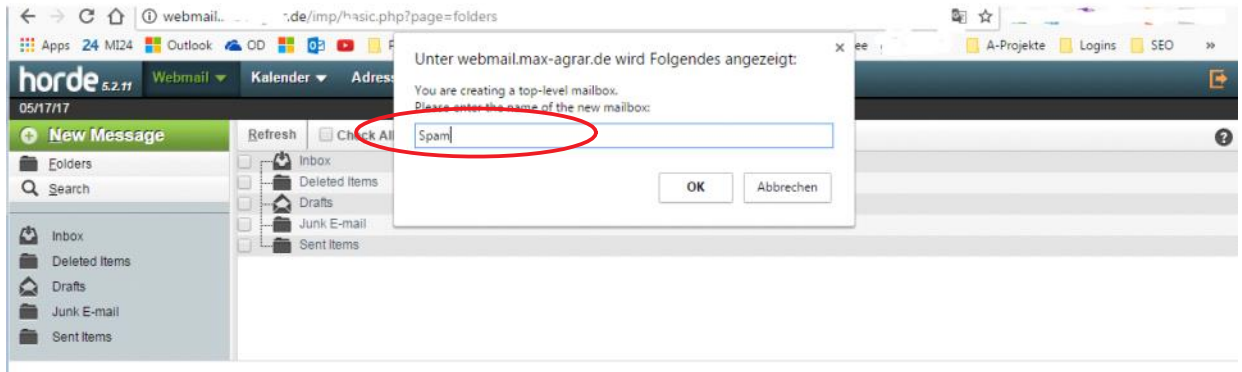 webmail. .de/imp/basic.php?page=folders
Apps 24 MI24 Outlook OD A-Projekte Logins SEO »
horde 5.2.11 Webmail Kalender Adres
05/17/17
New Message
Folders
Search
Inbox
Deleted Items
Drafts
Junk E-mail
Sent Items
Refresh Check All
Inbox
Deleted Items
Drafts
Junk E-mail
Sent Items
Unter webmail.max-agrar.de wird Folgendes angezeigt:
You are creating a top-level mailbox.
Please enter the name of the new mailbox:
Spam
OK Abbrechen